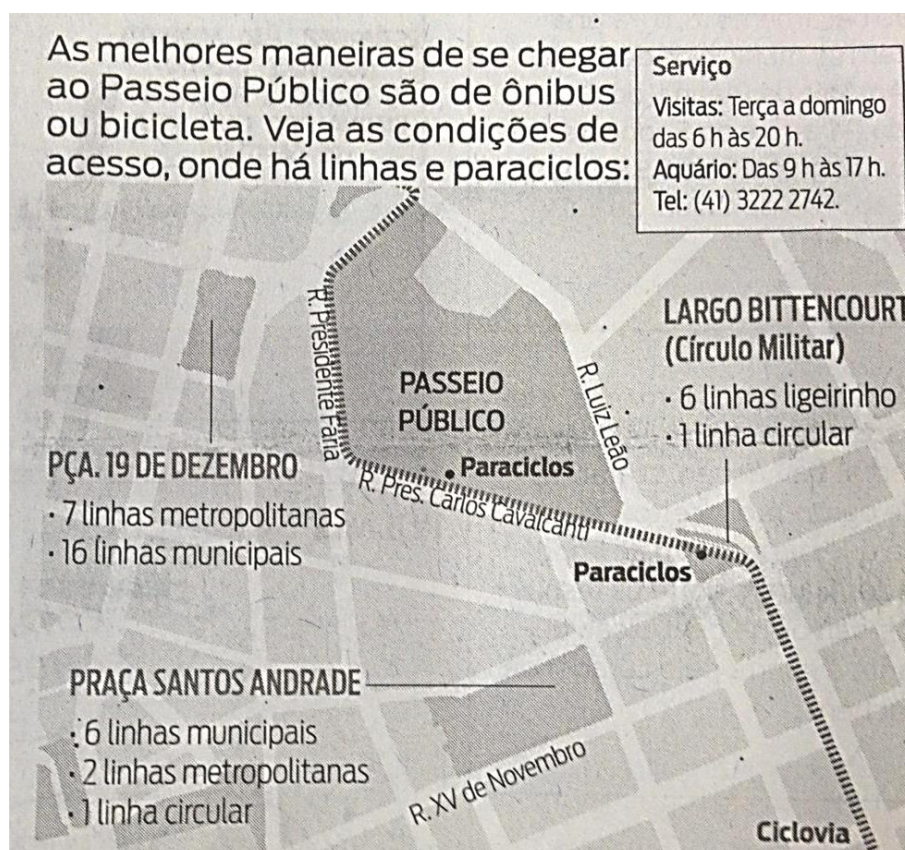 As melhores maneiras de se chegar
ao Passeio Público são de ônibus
ou bicicleta. Veja as condições de
acesso, onde há linhas e paraciclos:
Serviço
Visitas: Terça a domingo
das 6 h às 20 h.
Aquário: Das 9 h às 17 h.
Tel: (41) 3222 2742.
R. Presidente Faria
PASSEIO
PÚBLICO
R. Luiz Leão
LARGO BITTENCOURT
(Círculo Militar)
· 6 linhas ligeirinho
· 1 linha circular
PÇA. 19 DE DEZEMBRO
· 7 linhas metropolitanas
· 16 linhas municipais
Paraciclos
R. Pres. Carlos Cavalcanti
Paraciclos
PRAÇA SANTOS ANDRADE
· 6 linhas municipais
· 2 linhas metropolitanas
· 1 linha circular
R. XV de Novembro
Ciclovia